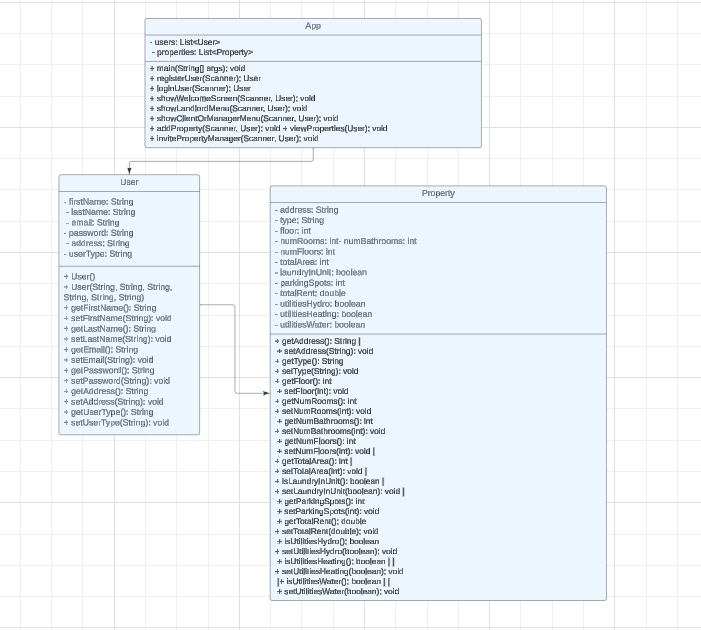 App
- users: List<User>
- properties: List<Property>
+ main(String[] args); void
+ registerUser(Scanner); User
+ loginUser(Scanner); User
+ showWelcomeScreen(Scanner, User); void
+ showLandlordMenu(Scanner, User); void
+ showClientOrManagerMenu(Scanner, User); void
+ addProperty(Scanner, User); void + viewProperties(User); void
+ invitePropertyManager(Scanner, User); void
User
- firstName: String
- lastName: String
- email: String
- password: String
- address; String
- userType: String
+ User()
+ User(String, String, String,
String, String, String)
+ getFirstName(): String
+ setFirstName(String): void
+ getLastName(): String
+ setLastName(String): void
+ getEmail(): String
+ setEmail(String): void
+ getPassword(): String
+ setPassword(String): void
+ getAddress(): String
+ setAddress(String): void
+ getUserType(): String
+ setUserType(String): void
Property
- address: String
- type; String
- floor: int
- numRooms: int- numBathrooms: int
- numFloors: int
- totalArea: int
- laundryInUnit; boolean
- parkingSpots: int
- totalRent; double
- utilitiesHydro: boolean
- utilitiesHeating: boolean
- utilitiesWater: boolean
+ getAddress(): String |
+ setAddress(String): void
+ getType(): String
+ setType(String): void
+ getFloor(): int
+ setFloor(int): void
+ getNumRooms(): int
+ setNumRooms(int): void
+ getNumBathrooms(): int
+ setNumBathrooms(int): void
+ getNumFloors(): int
+ setNumFloors(int): void |
+ getTotalArea(): int |
+ setTotalArea(int): void |
+ isLaundryInUnit(): boolean |
+ setLaundryInUnit(boolean): void |
+ getParkingSpots(): int
+ setParkingSpots(int): void
+ getTotalRent(); double
+ setTotalRent(double); void
+ isUtilitiesHydro(); boolean
+ setUtilitiesHydro(boolean); void
+ isUtilitiesHeating(); boolean | |
+ setUtilitiesHeating(boolean); void
|+ isUtilitiesWater(); boolean | |
+ setUtilitiesWater(boolean); void